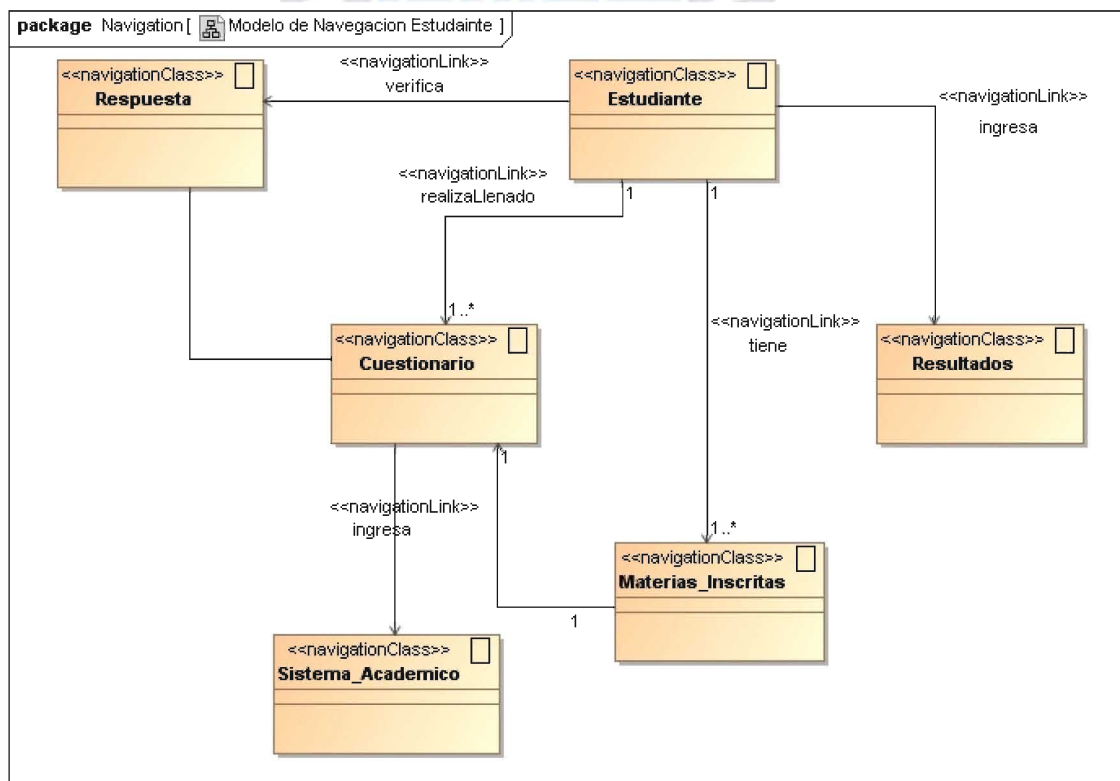 package Navigation [ Modelo de Navegacion Estudainte ]
<<navigationClass>>
Respuesta
<<navigationLink>>
verifica
<<navigationClass>>
Estudiante
<<navigationLink>>
ingresa
<<navigationLink>>
realizaLlenado
1
1
1..*
<<navigationClass>>
Cuestionario
<<navigationLink>>
tiene
<<navigationClass>>
Resultados
1
<<navigationLink>>
ingresa
1..*
<<navigationClass>>
Materias_Inscritas
1
<<navigationClass>>
Sistema_Academico